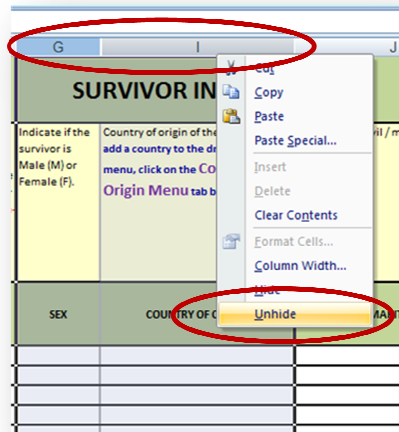 G I J
SURVIVOR IN
Indicate if the
survivor is
Male (M) or
Female (F).
Country of origin of the
add a country to the dr
menu, click on the Co
Origin Menu tab b
Cut
Copy
Paste
Paste Special...
Insert
Delete
Clear Contents
Format Cells...
Column Width...
Hide
Unhide
SEX
COUNTRY OF O